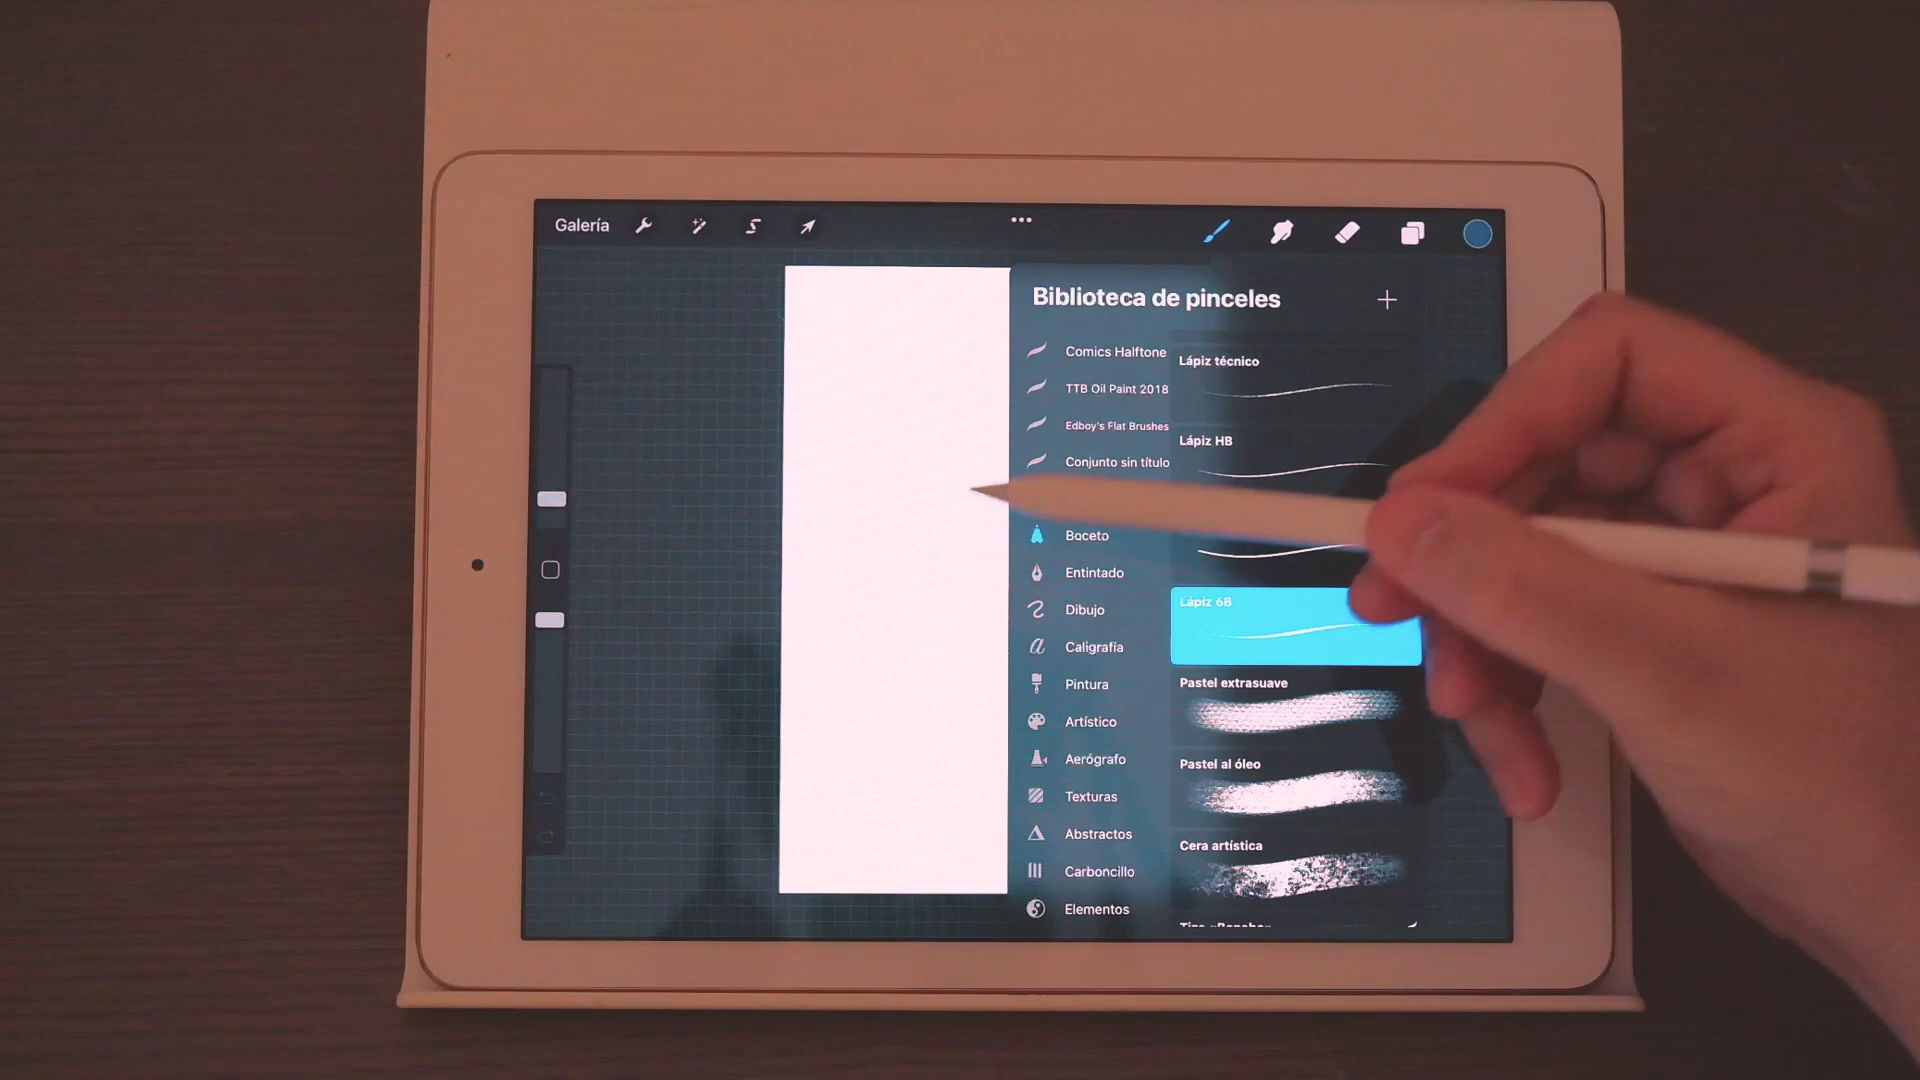 Galería
Biblioteca de pinceles
Comics Halftone
TTB Oil Paint 2018
Edboy's Flat Brushes
Conjunto sin título
Boceto
Entintado
Dibujo
Caligrafía
Pintura
Artístico
Aerógrafo
Texturas
Abstractos
Carboncillo
Elementos
Lápiz técnico
Lápiz HB
Lápiz 6B
Pastel extrasuave
Pastel al óleo
Cera artística